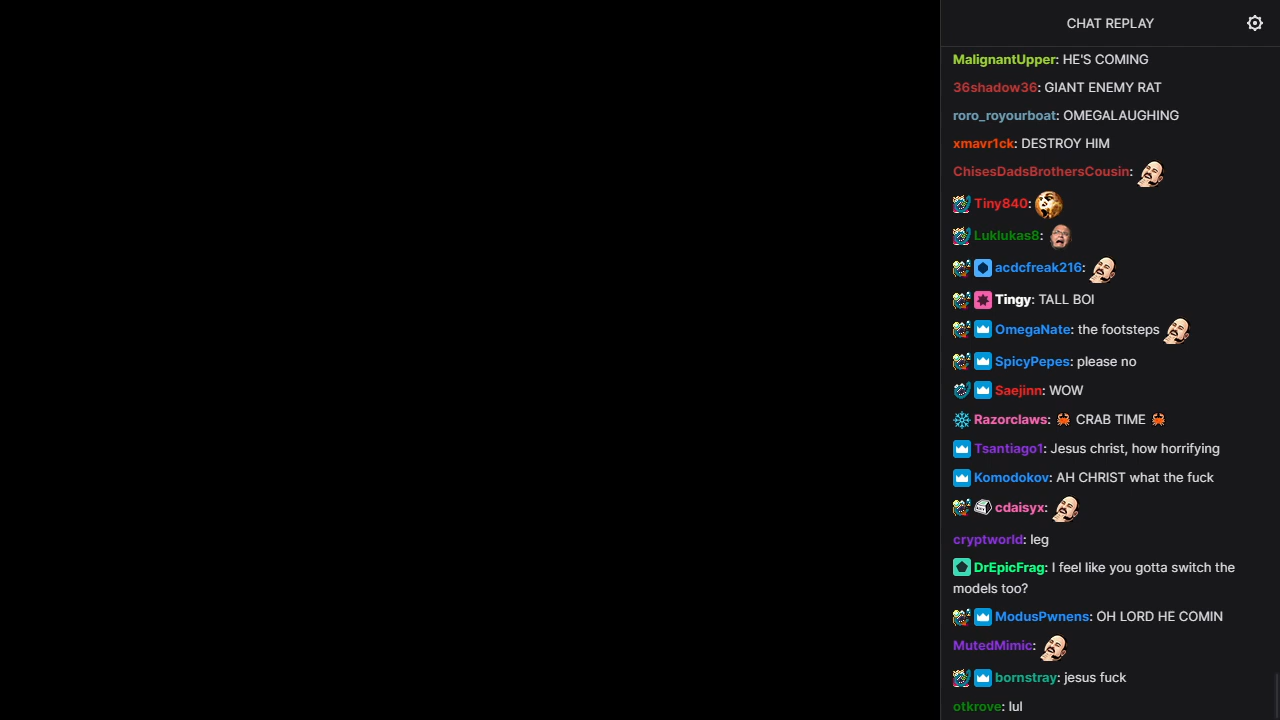 CHAT REPLAY
MalignantUpper: HE'S COMING
36shadow36: GIANT ENEMY RAT
roro_royourboat: OMEGALAUGHING
xmavr1ck: DESTROY HIM
ChisesDadsBrothersCousin:
Tiny840:
Luklukas8:
acdcfreak216:
Tingy: TALL BOI
OmegaNate: the footsteps
SpicyPepes: please no
Saejinn: WOW
Razorclaws: 🦀 CRAB TIME 🦀
Tsantiago1: Jesus christ, how horrifying
Komodokov: AH CHRIST what the fuck
cdaisyx:
cryptworld: leg
DrEpicFrag: I feel like you gotta switch the
models too?
ModusPwnens: OH LORD HE COMIN
MutedMimic:
bornstray: jesus fuck
otkrove: lul